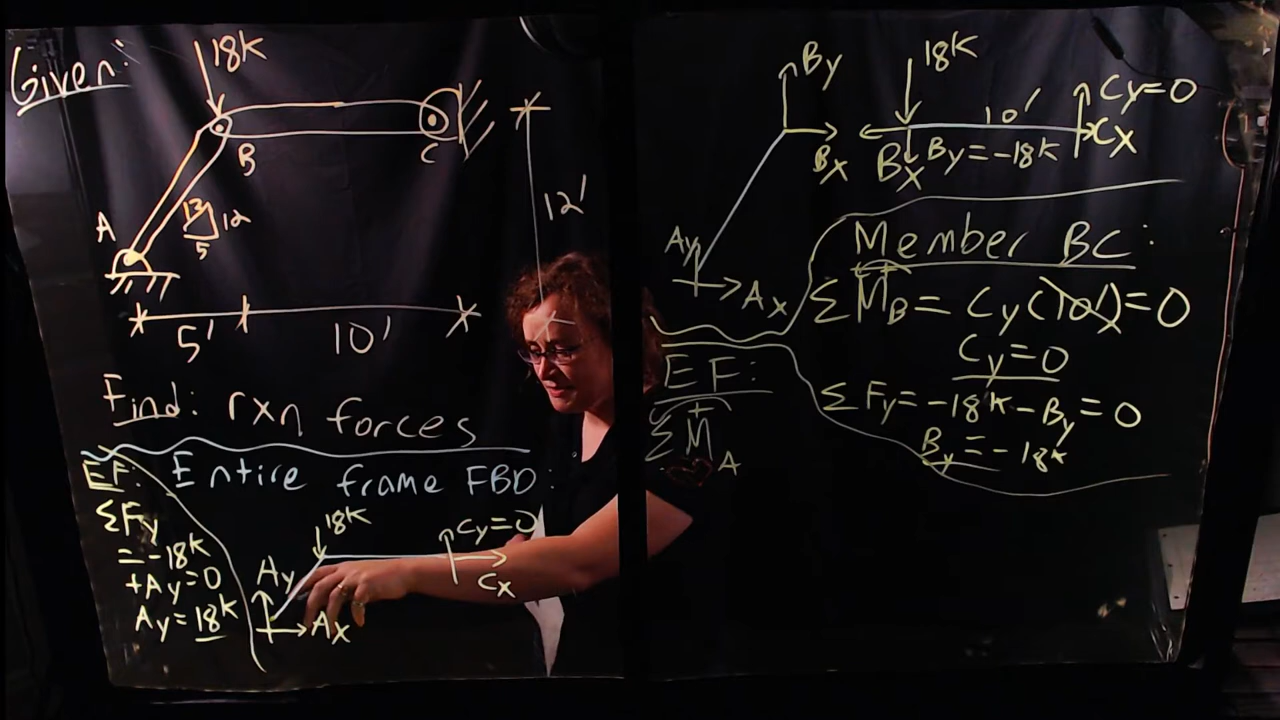 Given:
18K
B
C
A
13
12
5
12'
5'
10'
Find: rxn forces
EF: Entire frame FBD:
ΣFy
= -18K
+Ay=0
Ay=18K
18K
Cy=0
Ay
Cx
Ax
By
18K
10'
Cy=0
Bx
Bx
By=-18K
Cx
Ay
Ax
Member BC:
ΣMB = Cy(10')=0
Cy=0
ΣFy= -18K - By = 0
By = -18K
EF:
+
ΣMA